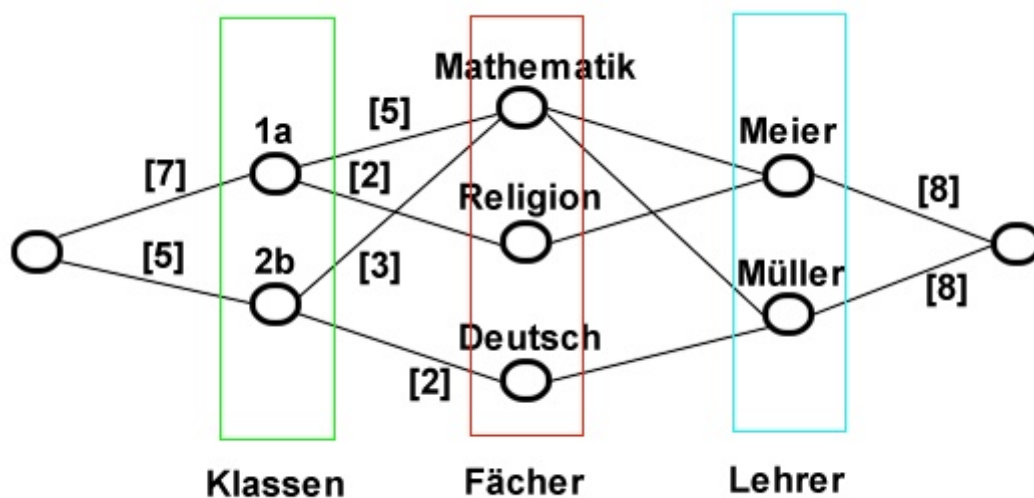 Mathematik
[5]
1a
Meier
[7]
[2]
[8]
Religion
[5]
2b
[3]
Müller
[8]
Deutsch
[2]
Klassen
Fächer
Lehrer